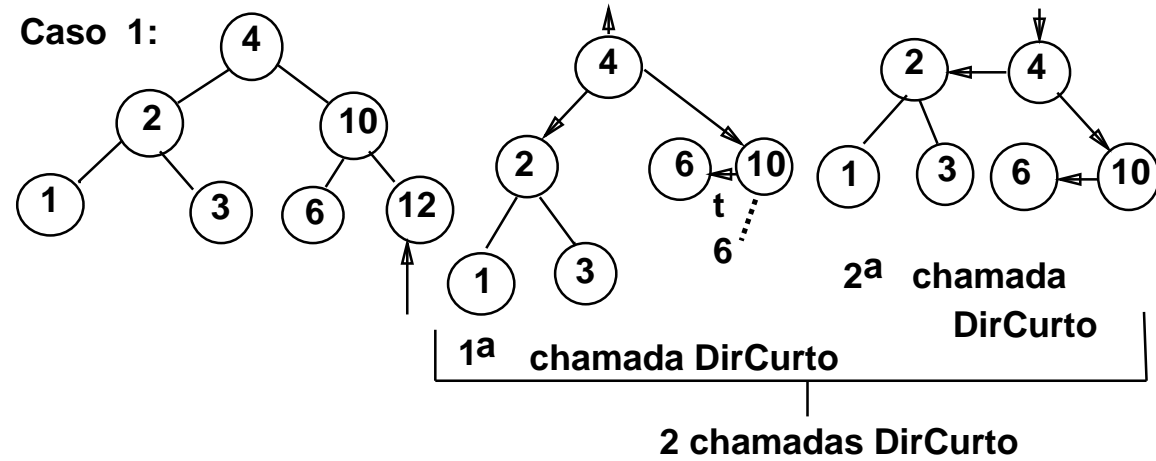 Caso 1:
4
2 10
1 3 6 12
4
2 6 10
t
6
1 3
1a chamada DirCurto
2 4
1 3 6 10
2a chamada
DirCurto
2 chamadas DirCurto